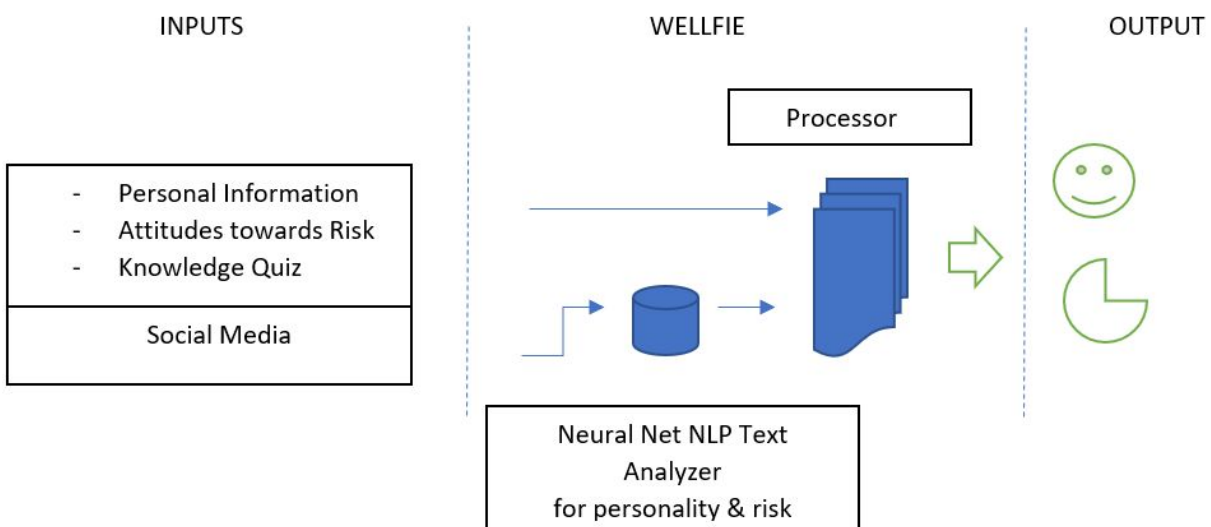 INPUTS
WELLFIE
OUTPUT
Processor
- Personal Information
- Attitudes towards Risk
- Knowledge Quiz
Social Media
Neural Net NLP Text
Analyzer
for personality & risk